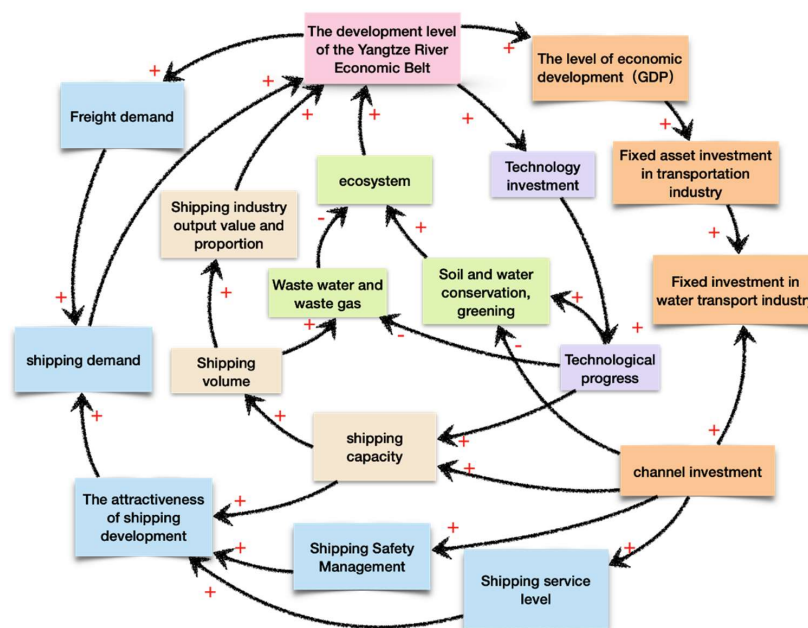 The development level
of the Yangtze River
Economic Belt
+
+
The level of economic
development（GDP）
+
+
+
+
+
Freight demand
Fixed asset investment
in transportation
industry
ecosystem
Technology
investment
Shipping industry
output value and
proportion
-
+
+
Waste water and
waste gas
Soil and water
conservation,
greening
Fixed investment in
water transport industry
+
+
+
+
+
-
-
shipping demand
Shipping
volume
Technological
progress
+
+
+
+
+
shipping
capacity
channel investment
The attractiveness
of shipping
development
+
+
+
+
Shipping Safety
Management
Shipping service
level
+